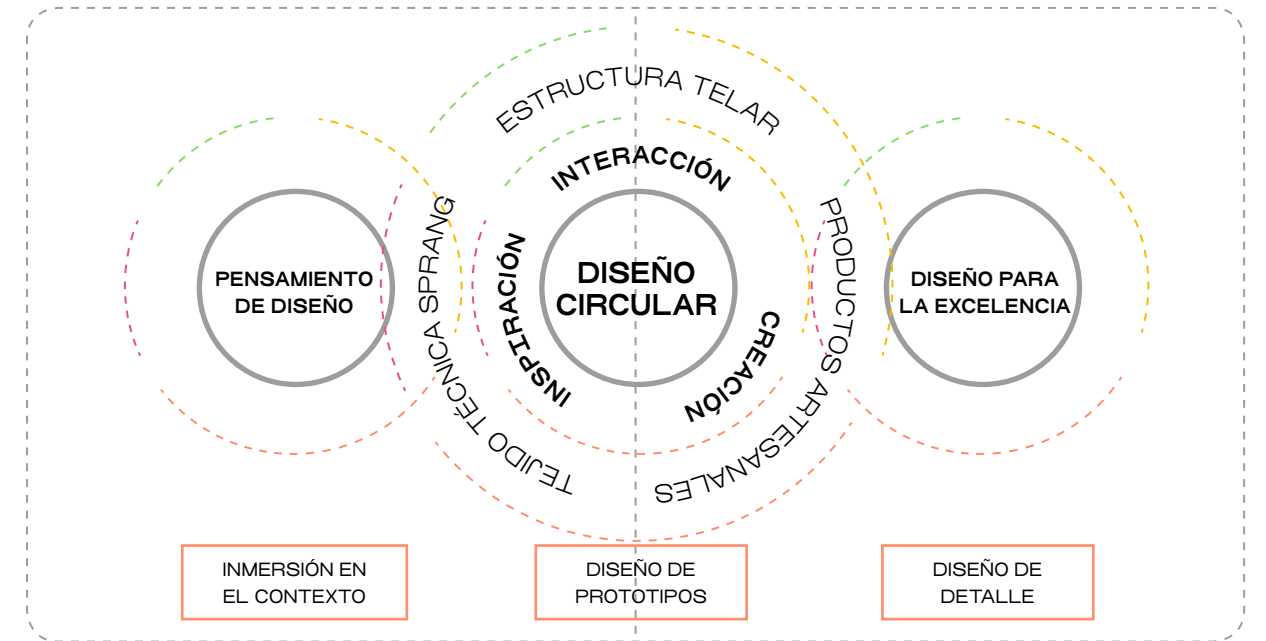 ESTRUCTURA TELAR
INTERACCIÓN
TEJIDO TÉCNICA SPRANG
INSPIRACIÓN
PRODUCTOS ARTESANALES
CREACIÓN
PENSAMIENTO
DE DISEÑO
DISEÑO
CIRCULAR
DISEÑO PARA
LA EXCELENCIA
INMERSIÓN EN
EL CONTEXTO
DISEÑO DE
PROTOTIPOS
DISEÑO DE
DETALLE